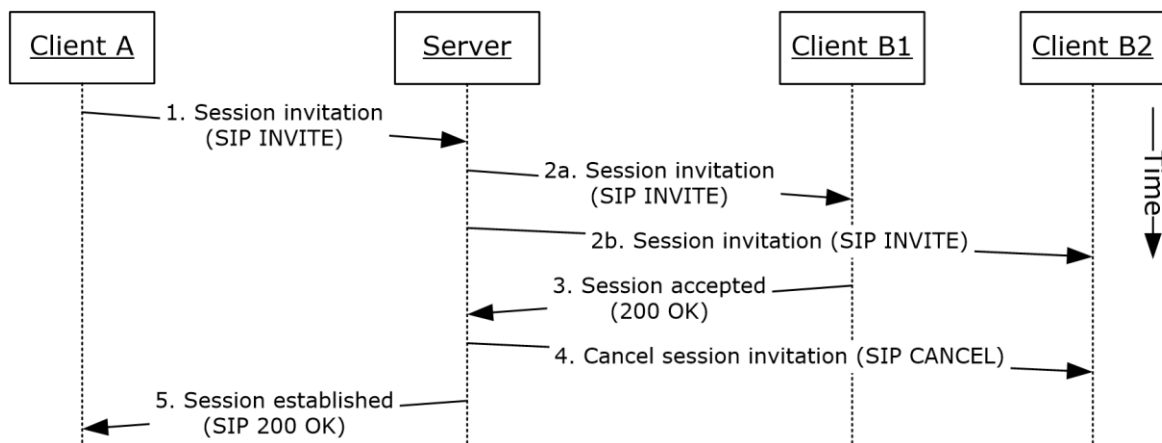 Client A
Server
Client B1
Client B2
1. Session invitation
(SIP INVITE)
2a. Session invitation
(SIP INVITE)
2b. Session invitation (SIP INVITE)
3. Session accepted
(200 OK)
4. Cancel session invitation (SIP CANCEL)
5. Session established
(SIP 200 OK)
Time